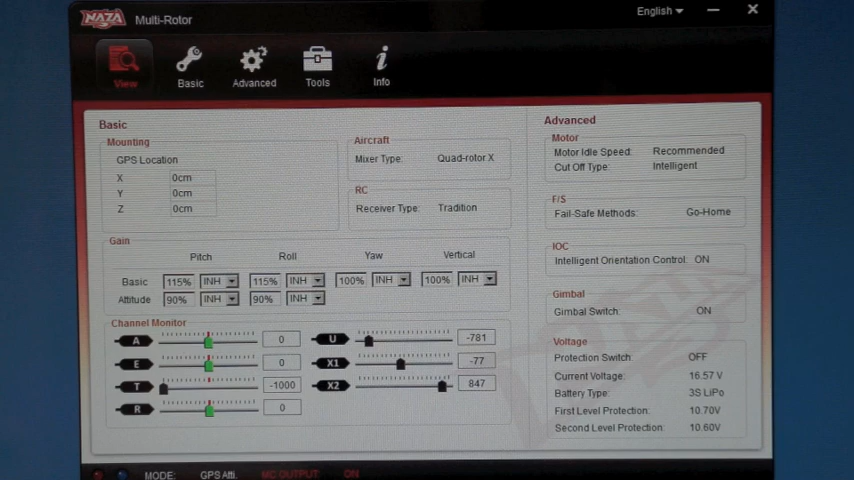 NAZA Multi-Rotor
English
View Basic Advanced Tools Info
Basic
Mounting
GPS Location
X 0cm
Y 0cm
Z 0cm
Aircraft
Mixer Type: Quad-rotor X
RC
Receiver Type: Tradition
Gain
Pitch Roll Yaw Vertical
Basic 115% INH 115% INH 100% INH 100% INH
Attitude 90% INH 90% INH
Channel Monitor
A 0
E 0
T -1000
R 0
U -781
X1 -77
X2 847
Advanced
Motor
Motor Idle Speed: Recommended
Cut Off Type: Intelligent
F/S
Fail-Safe Methods: Go-Home
IOC
Intelligent Orientation Control: ON
Gimbal
Gimbal Switch: ON
Voltage
Protection Switch: OFF
Current Voltage: 16.57 V
Battery Type: 3S LiPo
First Level Protection: 10.70V
Second Level Protection: 10.60V
MODE: GPS Atti. MC OUTPUT ON